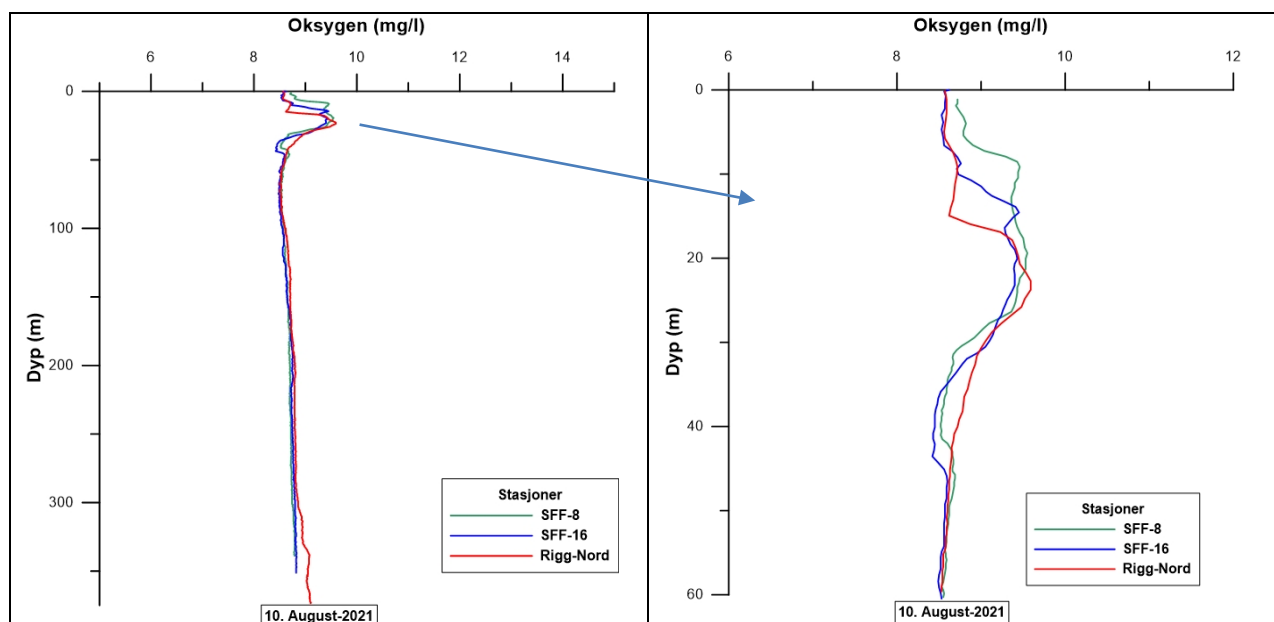 Oksygen (mg/l)
6 8 10 12 14
0
100
200
300
Dyp (m)
Stasjoner
SFF-8
SFF-16
Rigg-Nord
10. August-2021
Oksygen (mg/l)
6 8 10 12
0
20
40
60
Dyp (m)
Stasjoner
SFF-8
SFF-16
Rigg-Nord
10. August-2021